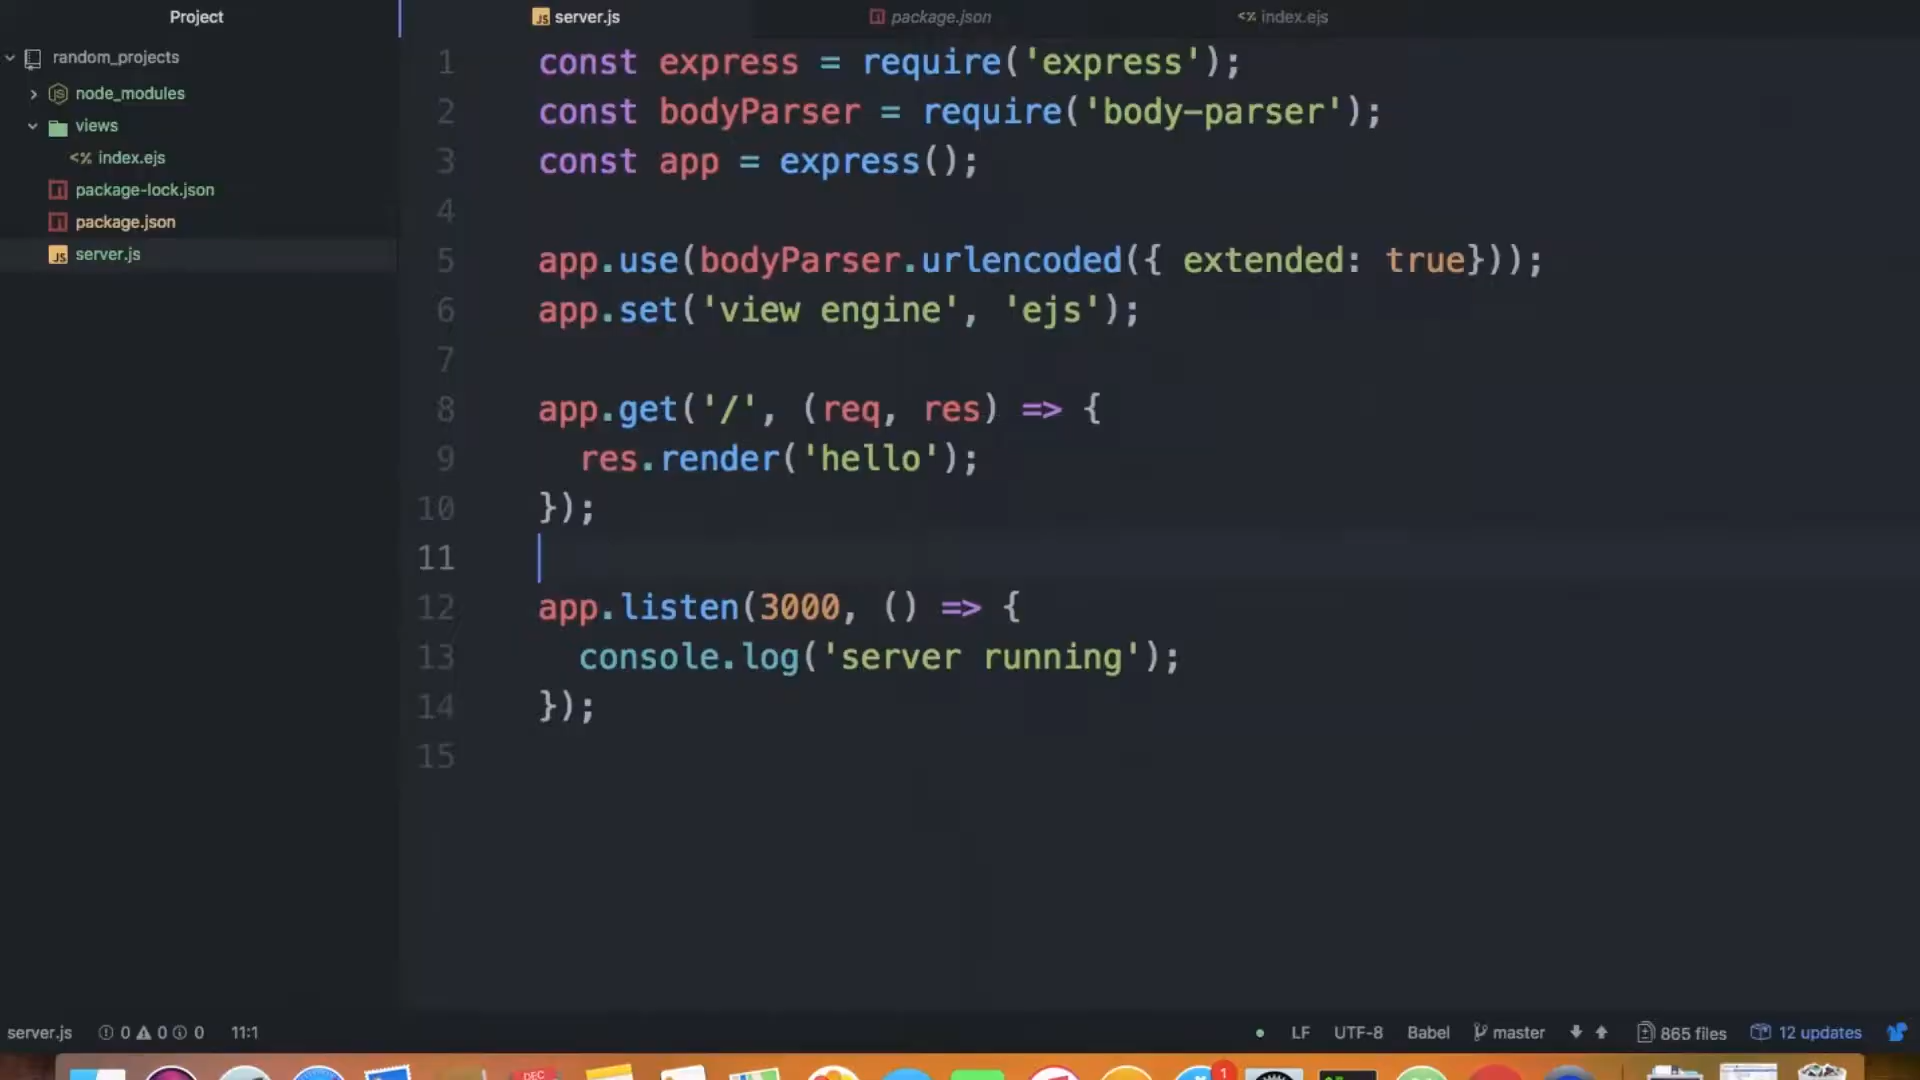 Project
server.js
package.json
<% index.ejs
random_projects
node_modules
views
<% index.ejs
package-lock.json
package.json
server.js
1 const express = require('express');
2 const bodyParser = require('body-parser');
3 const app = express();
4
5 app.use(bodyParser.urlencoded({ extended: true}));
6 app.set('view engine', 'ejs');
7
8 app.get('/', (req, res) => {
9 res.render('hello');
10 });
11
12 app.listen(3000, () => {
13 console.log('server running');
14 });
15
server.js 0 0 0 11:1 LF UTF-8 Babel master 865 files 12 updates
DEC 1